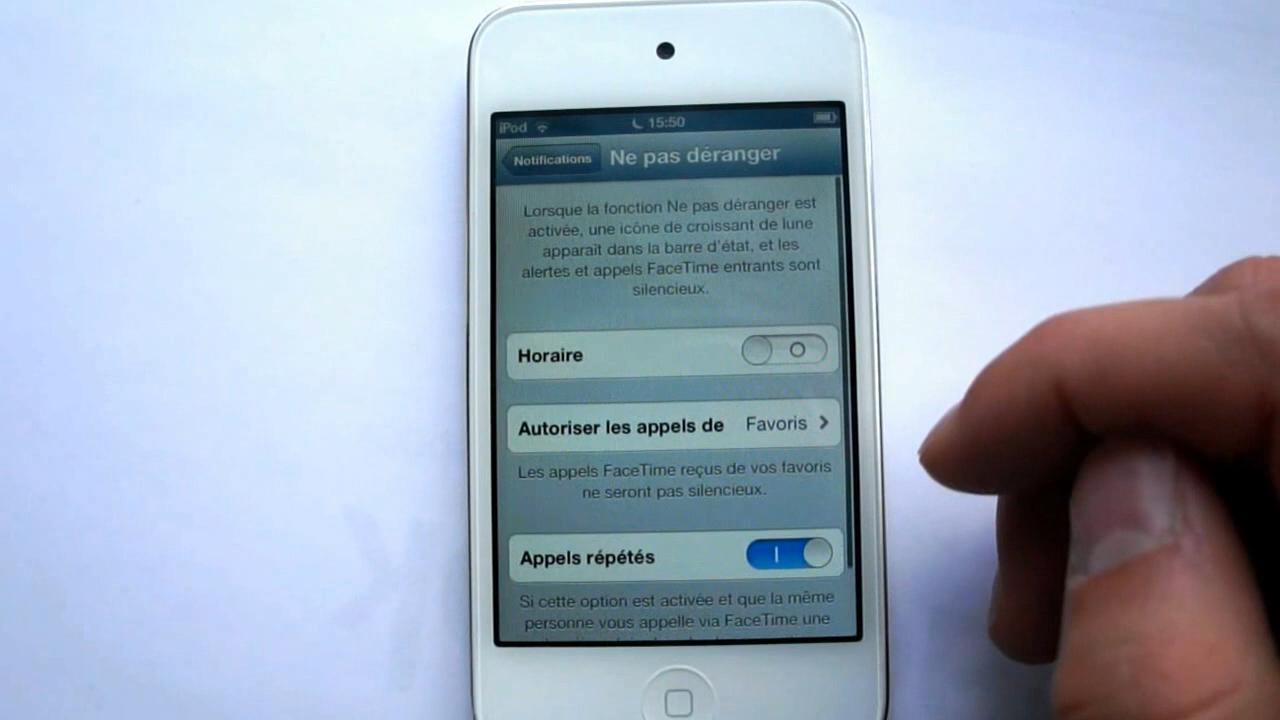 iPod 15:50
Notifications Ne pas déranger
Lorsque la fonction Ne pas déranger est
activée, une icône de croissant de lune
apparaît dans la barre d'état, et les
alertes et appels FaceTime entrants sont
silencieux.
Horaire
Autoriser les appels de Favoris
Les appels FaceTime reçus de vos favoris
ne seront pas silencieux.
Appels répétés
Si cette option est activée et que la même
personne vous appelle via FaceTime une